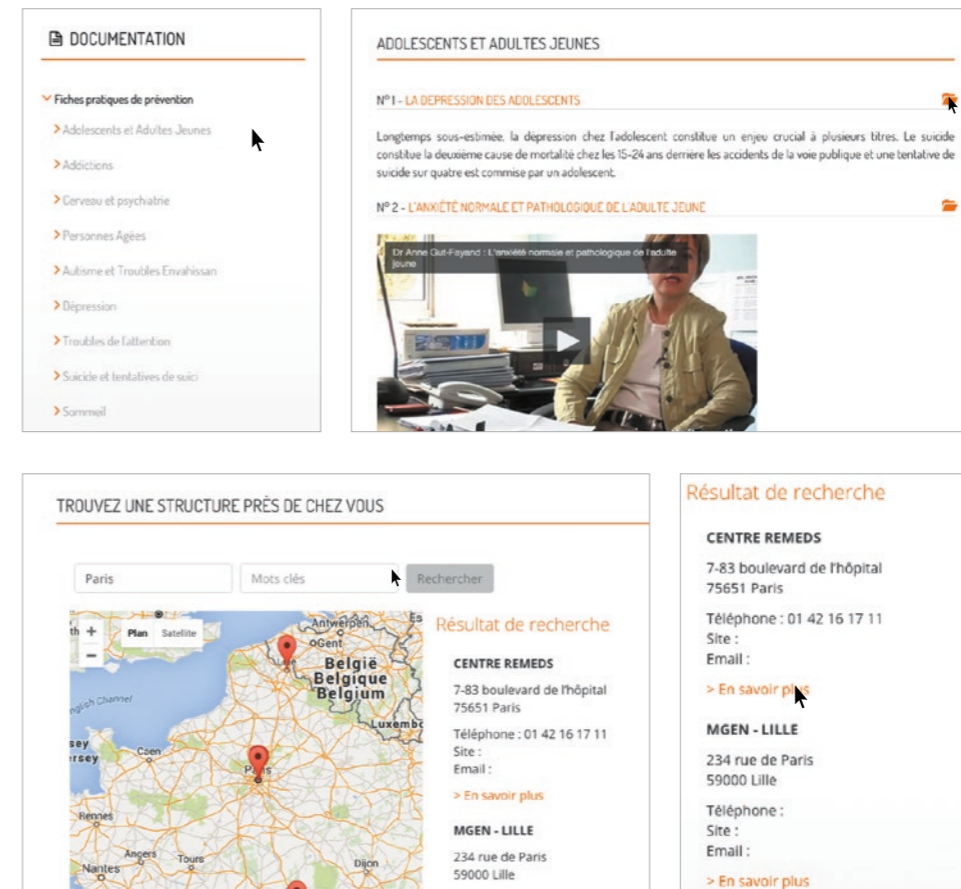 DOCUMENTATION
Fiches pratiques de prévention
> Adolescents et Adultes Jeunes
> Addictions
> Cerveau et psychiatrie
> Personnes Agées
> Autisme et Troubles Envahissan
> Dépression
> Troubles de l'attention
> Suicide et tentatives de suici
> Sommeil
ADOLESCENTS ET ADULTES JEUNES
N° 1 - LA DEPRESSION DES ADOLESCENTS
Longtemps sous-estimée, la dépression chez l'adolescent constitue un enjeu crucial à plusieurs titres. Le suicide
constitue la deuxième cause de mortalité chez les 15-24 ans derrière les accidents de la voie publique et une tentative de
suicide sur quatre est commise par un adolescent.
N° 2 - L'ANXIÉTÉ NORMALE ET PATHOLOGIQUE DE L'ADULTE JEUNE
Dr Anne Gut-Fayand : L'anxiété normale et pathologique de l'adulte
jeune
TROUVEZ UNE STRUCTURE PRÈS DE CHEZ VOUS
Paris
Mots clés
Rechercher
+
Plan
Satellite
−
Antwerpen
Gent
België
Belgique
Belgium
English Channel
Luxemb
Caen
Paris
Rennes
Angers
Tours
Nantes
Dijon
Résultat de recherche
CENTRE REMEDS
7-83 boulevard de l'hôpital
75651 Paris
Téléphone : 01 42 16 17 11
Site :
Email :
> En savoir plus
MGEN - LILLE
234 rue de Paris
59000 Lille
Résultat de recherche
CENTRE REMEDS
7-83 boulevard de l'hôpital
75651 Paris
Téléphone : 01 42 16 17 11
Site :
Email :
> En savoir plus
MGEN - LILLE
234 rue de Paris
59000 Lille
Téléphone :
Site :
Email :
> En savoir plus